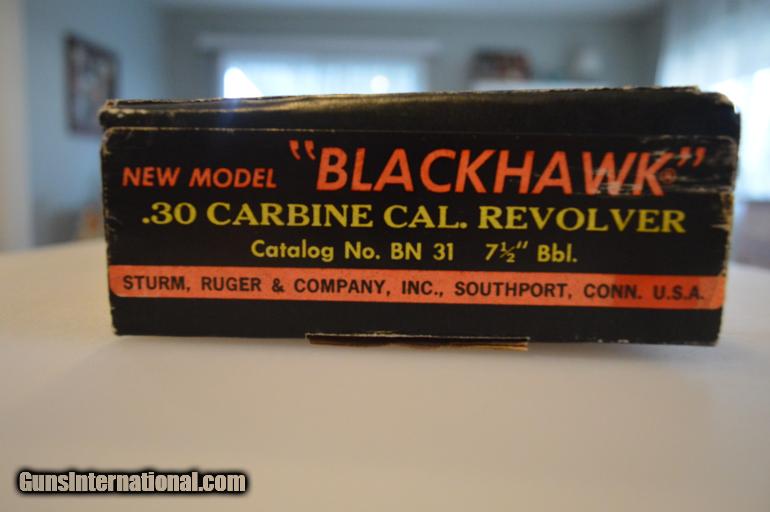 NEW MODEL "BLACKHAWK"®
.30 CARBINE CAL. REVOLVER
Catalog No. BN 31 7½" Bbl.
STURM, RUGER & COMPANY, INC., SOUTHPORT, CONN. U.S.A.
GunsInternational.com